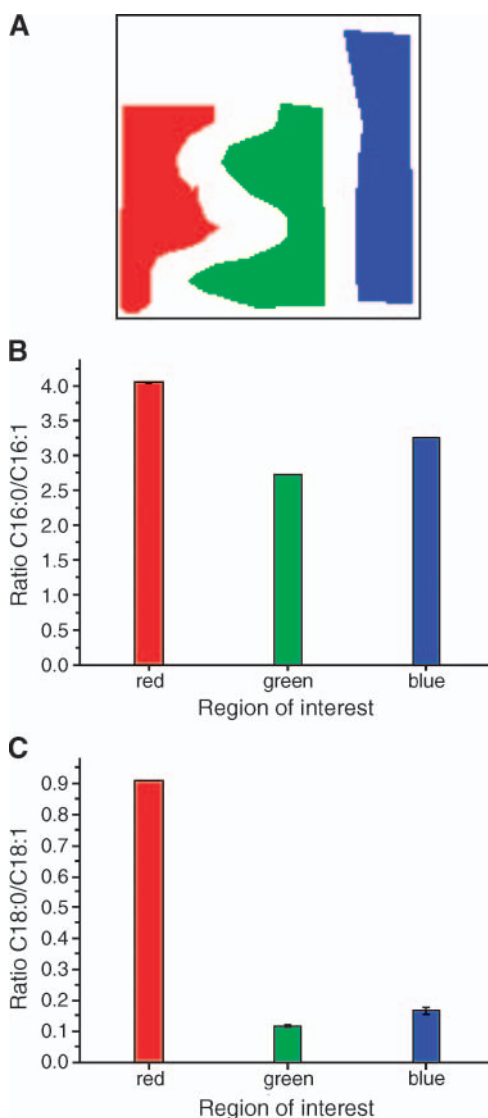 A
B
Ratio C16:0/C16:1
4.0
3.5
3.0
2.5
2.0
1.5
1.0
0.5
0.0
red green blue
Region of interest
C
Ratio C18:0/C18:1
0.9
0.8
0.7
0.6
0.5
0.4
0.3
0.2
0.1
0.0
red green blue
Region of interest